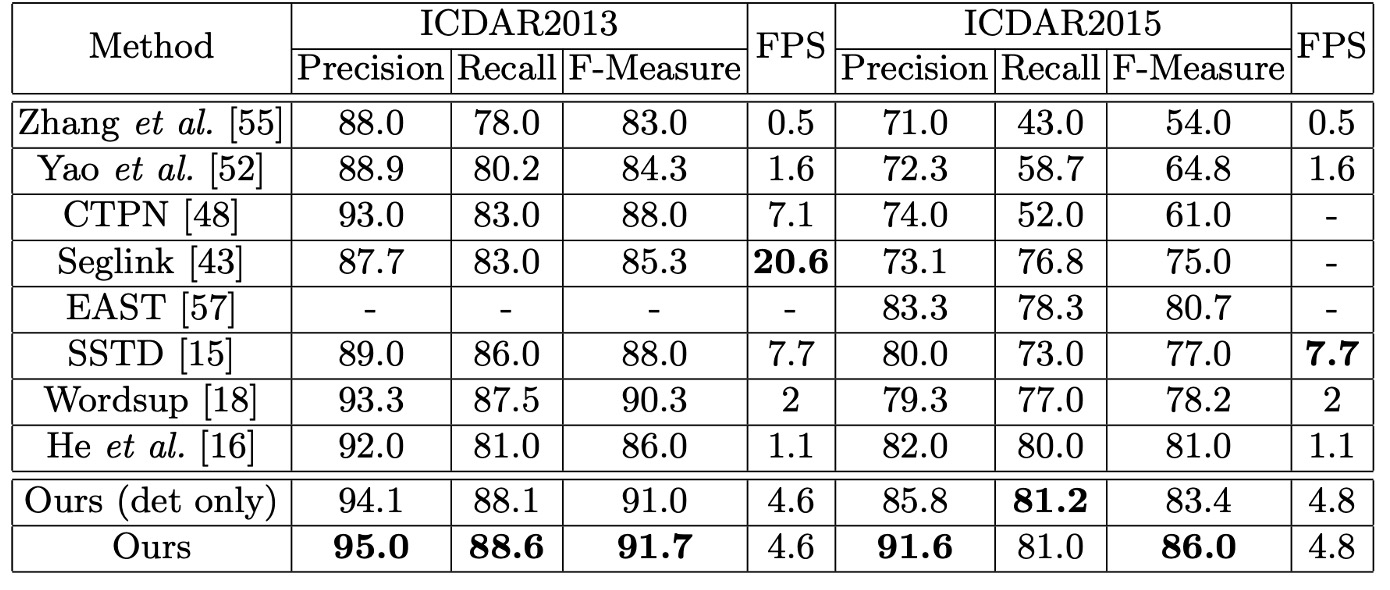 Method ICDAR2013 FPS ICDAR2015 FPS
Precision Recall F-Measure Precision Recall F-Measure
Zhang et al. [55] 88.0 78.0 83.0 0.5 71.0 43.0 54.0 0.5
Yao et al. [52] 88.9 80.2 84.3 1.6 72.3 58.7 64.8 1.6
CTPN [48] 93.0 83.0 88.0 7.1 74.0 52.0 61.0 -
Seglink [43] 87.7 83.0 85.3 20.6 73.1 76.8 75.0 -
EAST [57] - - - - 83.3 78.3 80.7 -
SSTD [15] 89.0 86.0 88.0 7.7 80.0 73.0 77.0 7.7
Wordsup [18] 93.3 87.5 90.3 2 79.3 77.0 78.2 2
He et al. [16] 92.0 81.0 86.0 1.1 82.0 80.0 81.0 1.1
Ours (det only) 94.1 88.1 91.0 4.6 85.8 81.2 83.4 4.8
Ours 95.0 88.6 91.7 4.6 91.6 81.0 86.0 4.8